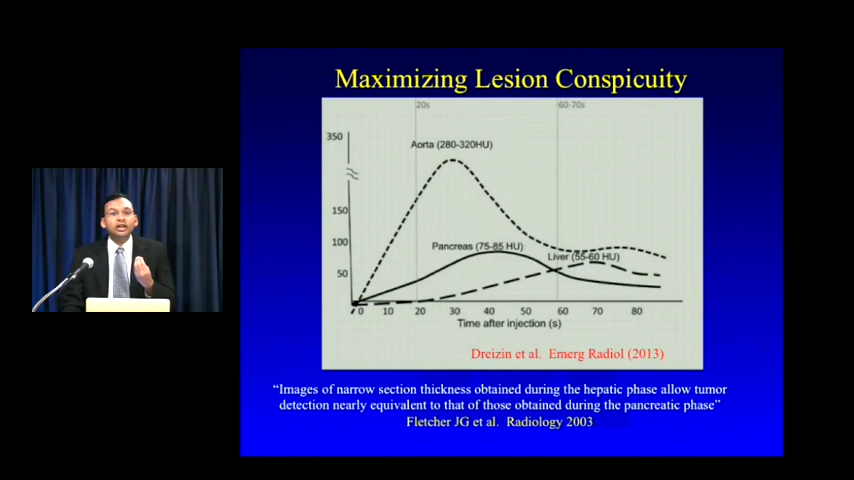 Maximizing Lesion Conspicuity
20s
60-70s
350
Aorta (280-320HU)
150
100
Pancreas (75-85 HU)
Liver (55-60 HU)
50
0 10 20 30 40 50 60 70 80
Time after injection (s)
Dreizin et al. Emerg Radiol (2013)
“Images of narrow section thickness obtained during the hepatic phase allow tumor
detection nearly equivalent to that of those obtained during the pancreatic phase”
Fletcher JG et al. Radiology 2003